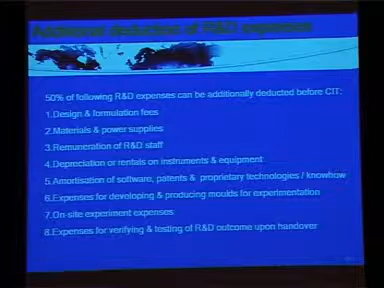 Additional deduction of R&D expenses
50% of following R&D expenses can be additionally deducted before CIT:
1.Design & formulation fees
2.Materials & power supplies
3.Remuneration of R&D staff
4.Depreciation or rentals on instruments & equipment
5.Amortisation of software, patents & proprietary technologies / knowhow
6.Expenses for developing & producing moulds for experimentation
7.On-site experiment expenses
8.Expenses for verifying & testing of R&D outcome upon handover